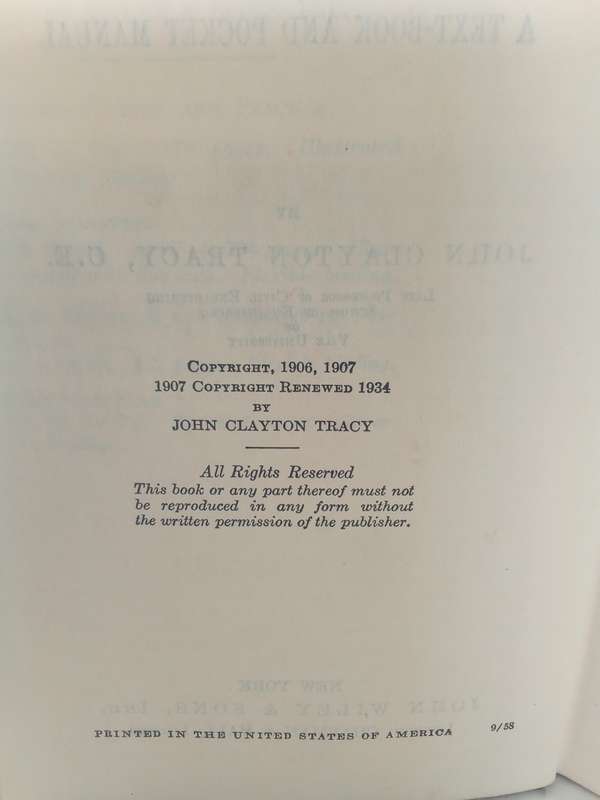 COPYRIGHT, 1906, 1907
1907 COPYRIGHT RENEWED 1934
BY
JOHN CLAYTON TRACY
All Rights Reserved
This book or any part thereof must not
be reproduced in any form without
the written permission of the publisher.
PRINTED IN THE UNITED STATES OF AMERICA
9/58